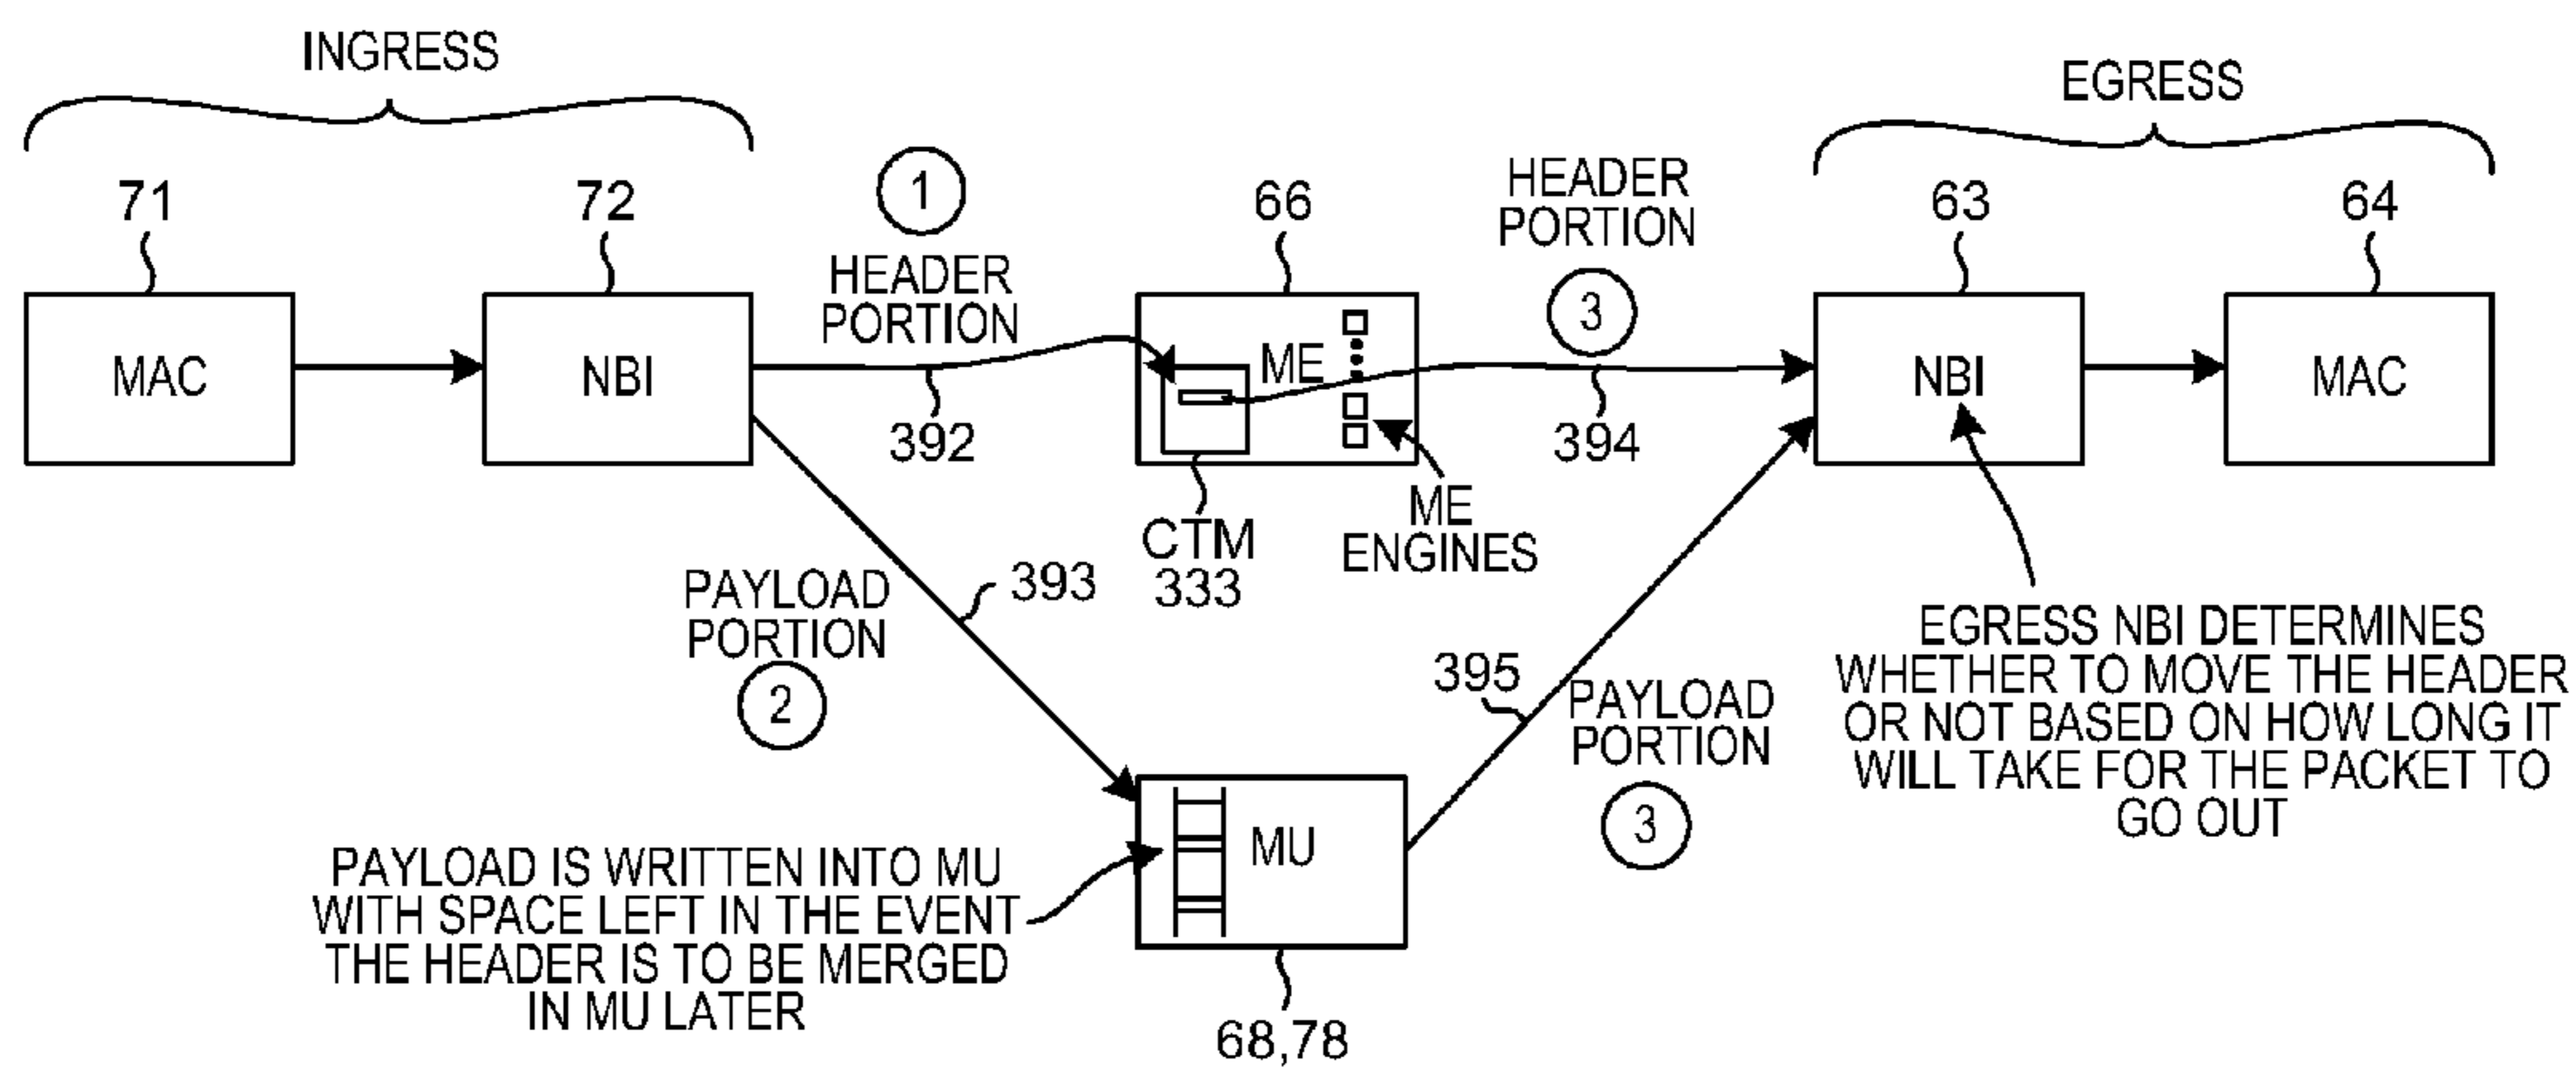 INGRESS
EGRESS
71
72
1
HEADER
PORTION
66
HEADER
PORTION
3
63
64
MAC
NBI
ME
NBI
MAC
392
394
CTM
333
ME
ENGINES
PAYLOAD
PORTION
2
393
395
PAYLOAD
PORTION
3
EGRESS NBI DETERMINES
WHETHER TO MOVE THE HEADER
OR NOT BASED ON HOW LONG IT
WILL TAKE FOR THE PACKET TO
GO OUT
PAYLOAD IS WRITTEN INTO MU
WITH SPACE LEFT IN THE EVENT
THE HEADER IS TO BE MERGED
IN MU LATER
MU
68,78